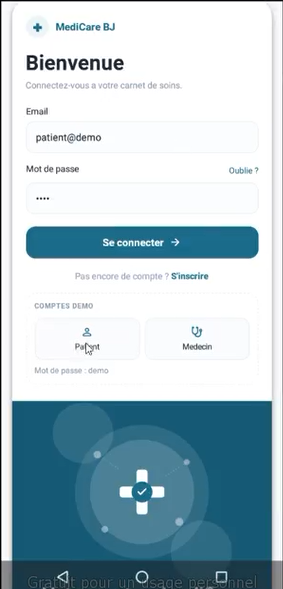 MediCare BJ
Bienvenue
Connectez-vous a votre carnet de soins.
Email
patient@demo
Mot de passe
Oublie ?
••••
Se connecter →
Pas encore de compte ? S'inscrire
COMPTES DEMO
Patient
Medecin
Mot de passe : demo
Gratuit pour un usage personnel